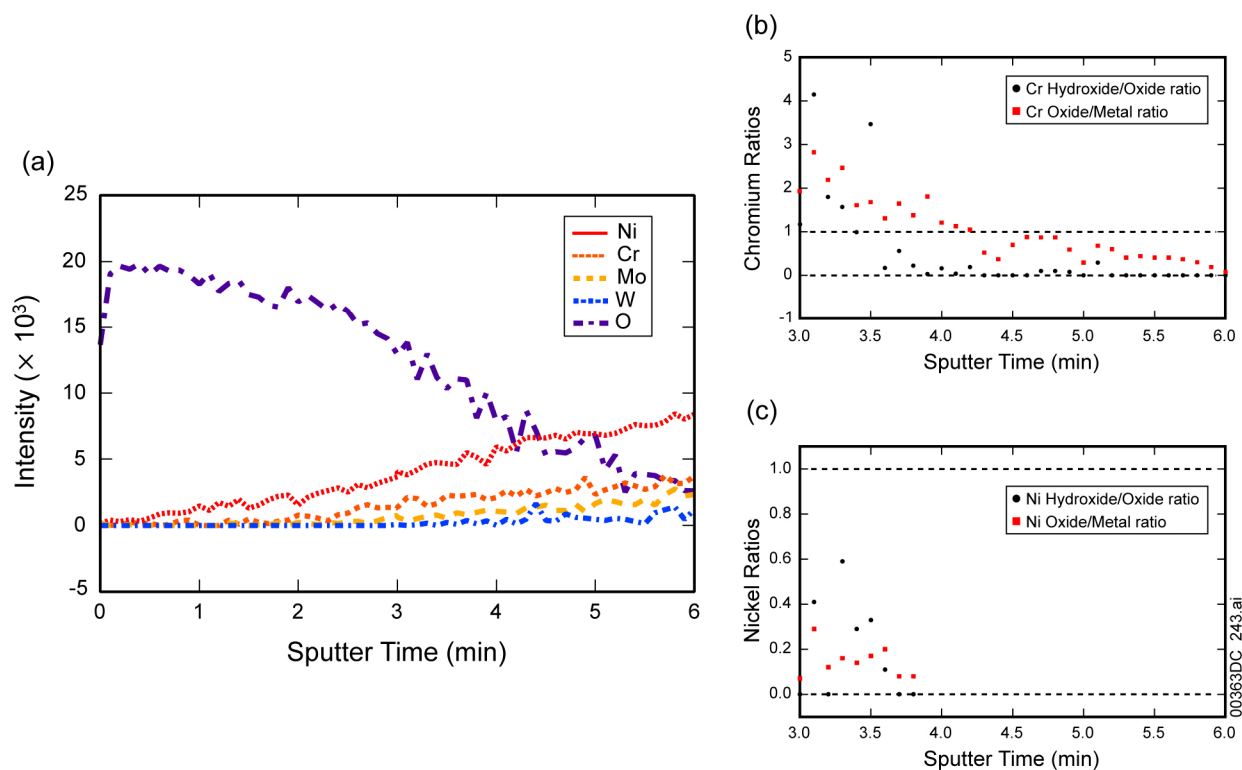 (a)
25
20
15
10
5
0
-5
Intensity (× 10³)
0 1 2 3 4 5 6
Sputter Time (min)
Ni
Cr
Mo
W
O
(b)
5
4
3
2
1
0
-1
Chromium Ratios
Cr Hydroxide/Oxide ratio
Cr Oxide/Metal ratio
3.0 3.5 4.0 4.5 5.0 5.5 6.0
Sputter Time (min)
(c)
1.0
0.8
0.6
0.4
0.2
0.0
Nickel Ratios
Ni Hydroxide/Oxide ratio
Ni Oxide/Metal ratio
3.0 3.5 4.0 4.5 5.0 5.5 6.0
Sputter Time (min)
00363DC_243.ai